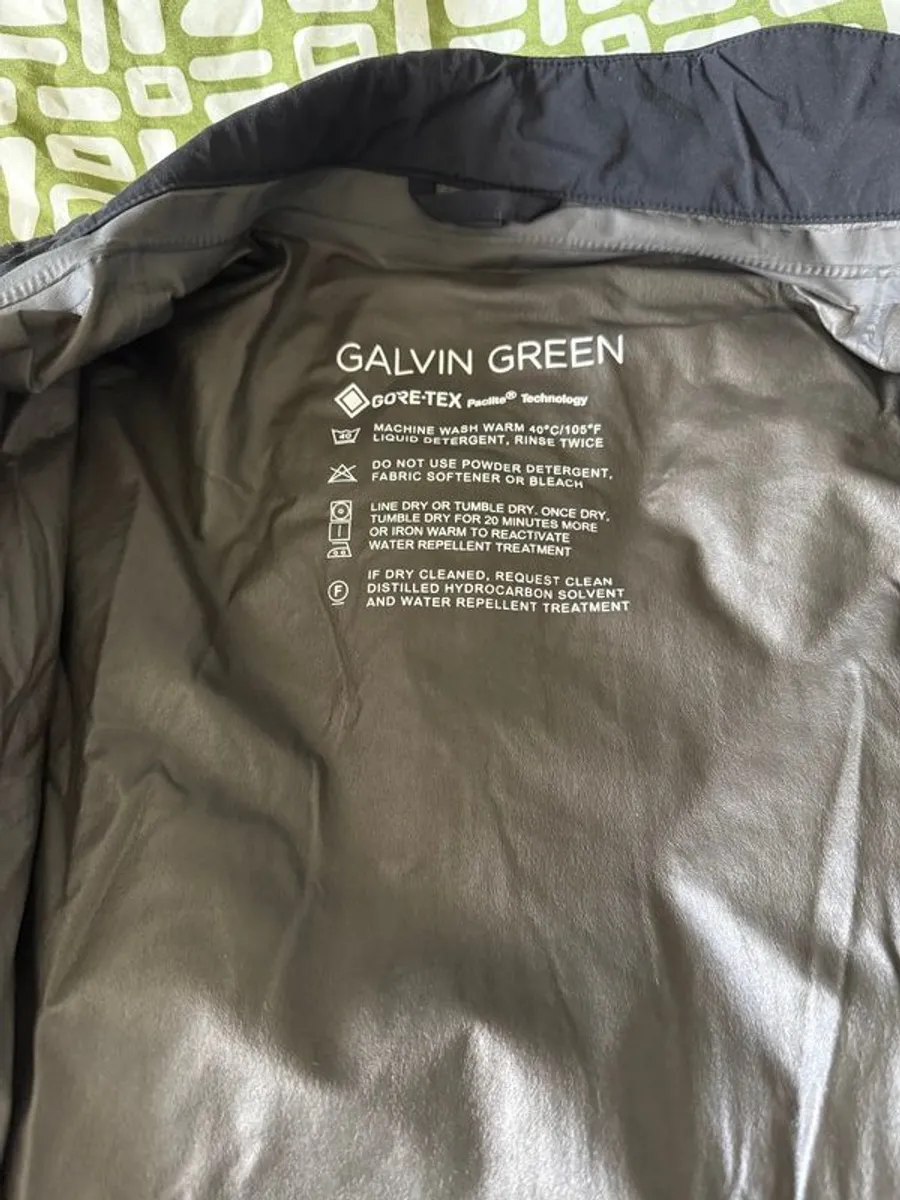 GALVIN GREEN
GORE-TEX Paclite® Technology
40 MACHINE WASH WARM 40°C/105°F
LIQUID DETERGENT, RINSE TWICE
DO NOT USE POWDER DETERGENT,
FABRIC SOFTENER OR BLEACH
LINE DRY OR TUMBLE DRY. ONCE DRY,
TUMBLE DRY FOR 20 MINUTES MORE
OR IRON WARM TO REACTIVATE
WATER REPELLENT TREATMENT
F IF DRY CLEANED, REQUEST CLEAN
DISTILLED HYDROCARBON SOLVENT
AND WATER REPELLENT TREATMENT